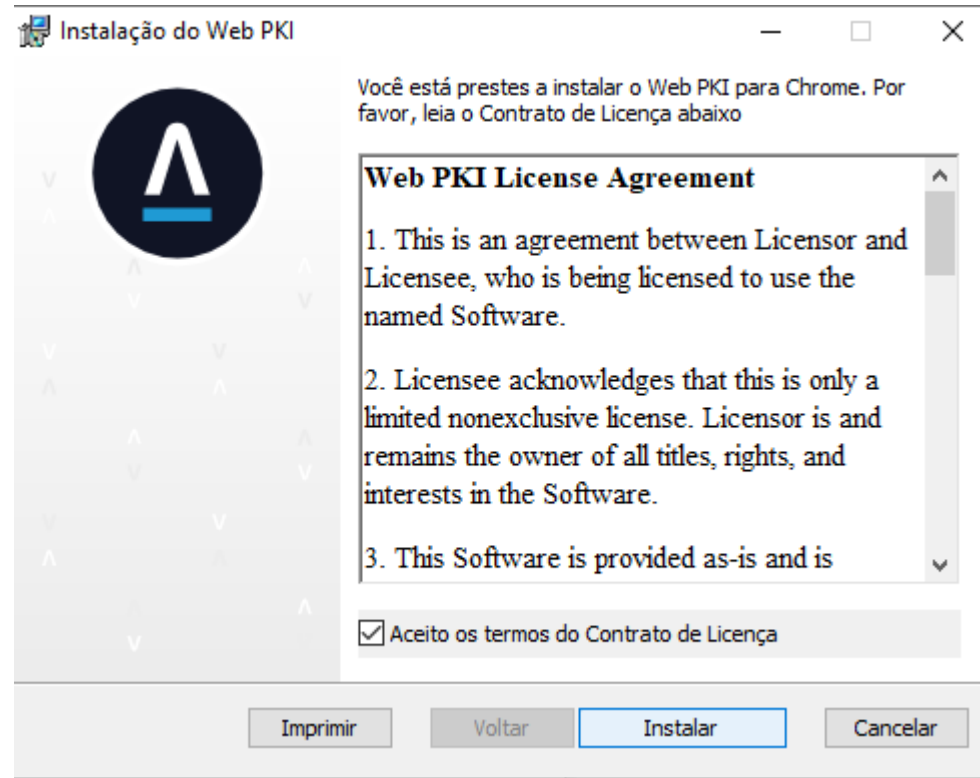 Instalação do Web PKI
Você está prestes a instalar o Web PKI para Chrome. Por
favor, leia o Contrato de Licença abaixo
Web PKI License Agreement
1. This is an agreement between Licensor and
Licensee, who is being licensed to use the
named Software.
2. Licensee acknowledges that this is only a
limited nonexclusive license. Licensor is and
remains the owner of all titles, rights, and
interests in the Software.
3. This Software is provided as-is and is
Aceito os termos do Contrato de Licença
Imprimir
Voltar
Instalar
Cancelar